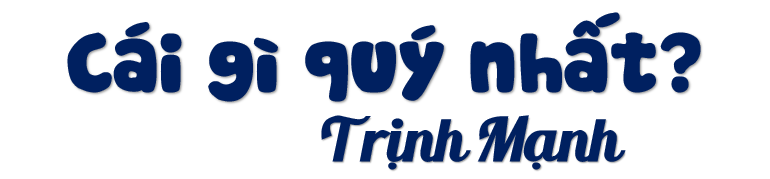 Cái gì quý nhất?
Trịnh Mạnh